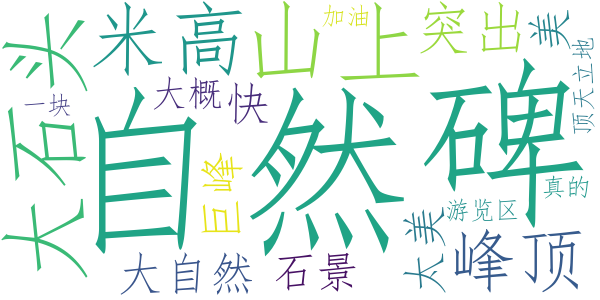 大石头
米高
山上
加油
突出
美
顶天立地
一块
大概
快
自然碑
巨峰
真的
游览区
太美
大自然
石景
峰顶